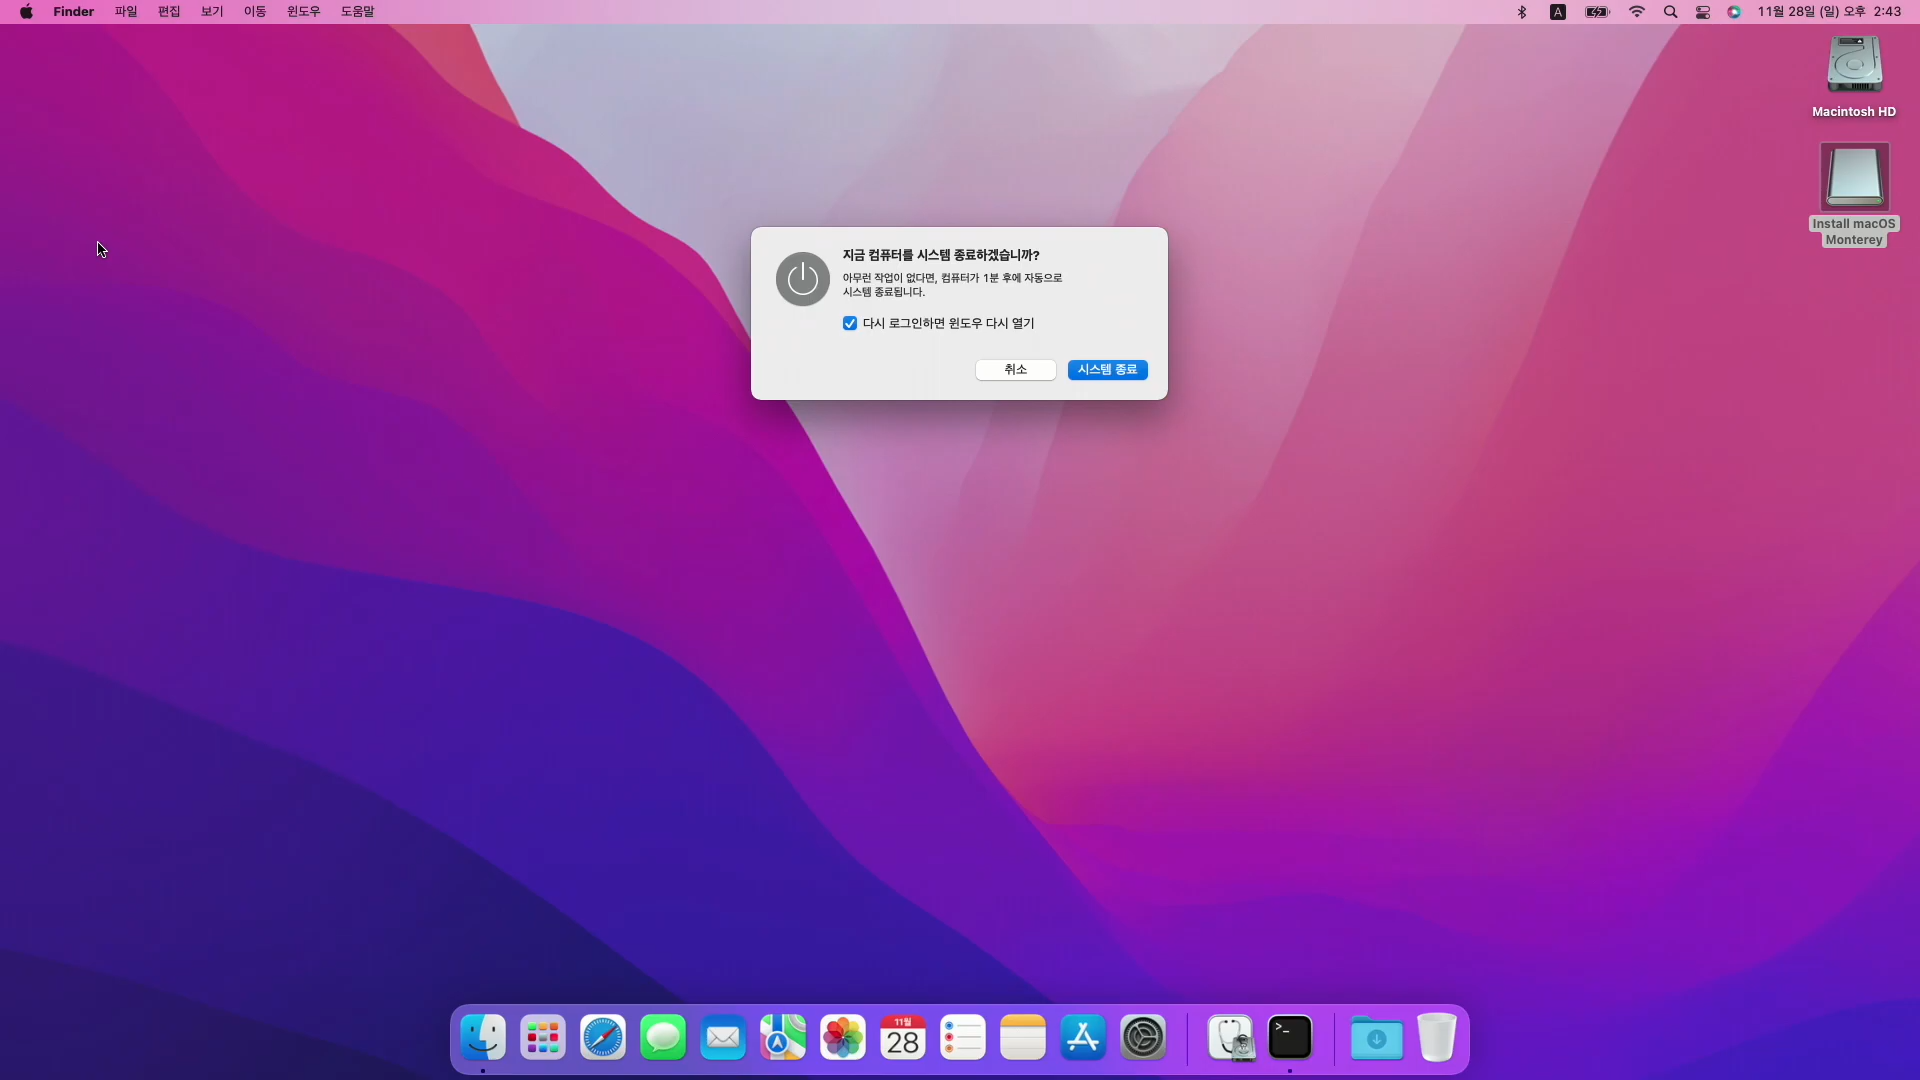 Finder 파일 편집 보기 이동 윈도우 도움말
A 11월 28일 (일) 오후 2:43
Macintosh HD
Install macOS
Monterey
지금 컴퓨터를 시스템 종료하겠습니까?
아무런 작업이 없다면, 컴퓨터가 1분 후에 자동으로
시스템 종료됩니다.
다시 로그인하면 윈도우 다시 열기
취소 시스템 종료
11월
28
>_